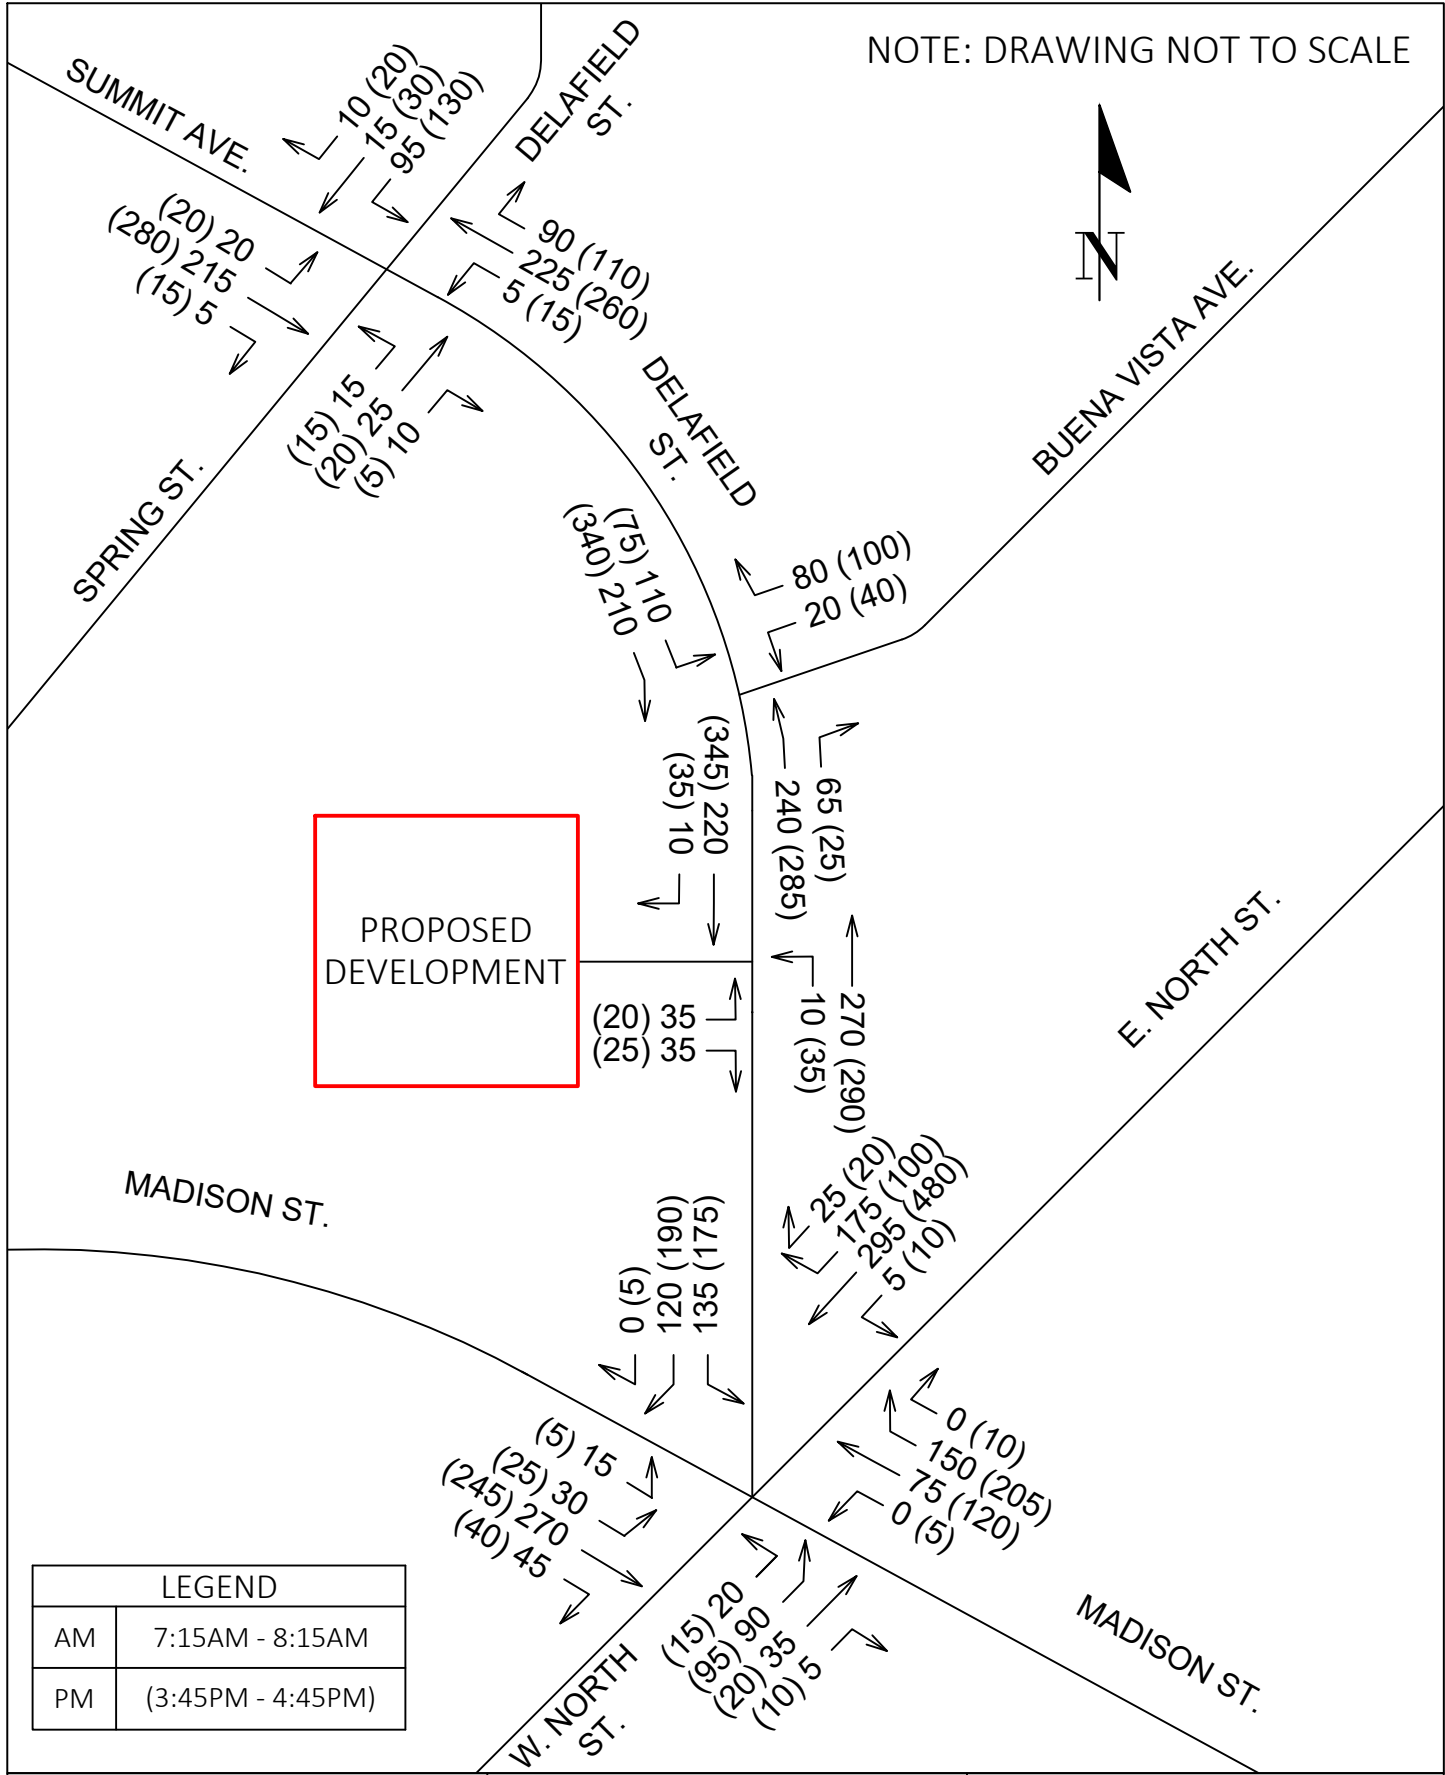 NOTE: DRAWING NOT TO SCALE
N
SUMMIT AVE.
10 (20)
15 (30)
95 (130)
DELAFIELD
ST.
(20) 20
(280) 215
(15) 5
90 (110)
225 (260)
5 (15)
(15) 15
(20) 25
(5) 10
SPRING ST.
DELAFIELD
ST.
BUENA VISTA AVE.
(75) 110
(340) 210
80 (100)
20 (40)
(345) 220
(35) 10
65 (25)
240 (285)
PROPOSED
DEVELOPMENT
(20) 35
(25) 35
270 (290)
10 (35)
E. NORTH ST.
MADISON ST.
0 (5)
120 (190)
135 (175)
25 (20)
175 (100)
295 (480)
5 (10)
(5) 15
(25) 30
(245) 270
(40) 45
0 (10)
150 (205)
75 (120)
0 (5)
(15) 20
(95) 90
(20) 35
(10) 5
W. NORTH
ST.
MADISON ST.
LEGEND
AM 7:15AM - 8:15AM
PM (3:45PM - 4:45PM)